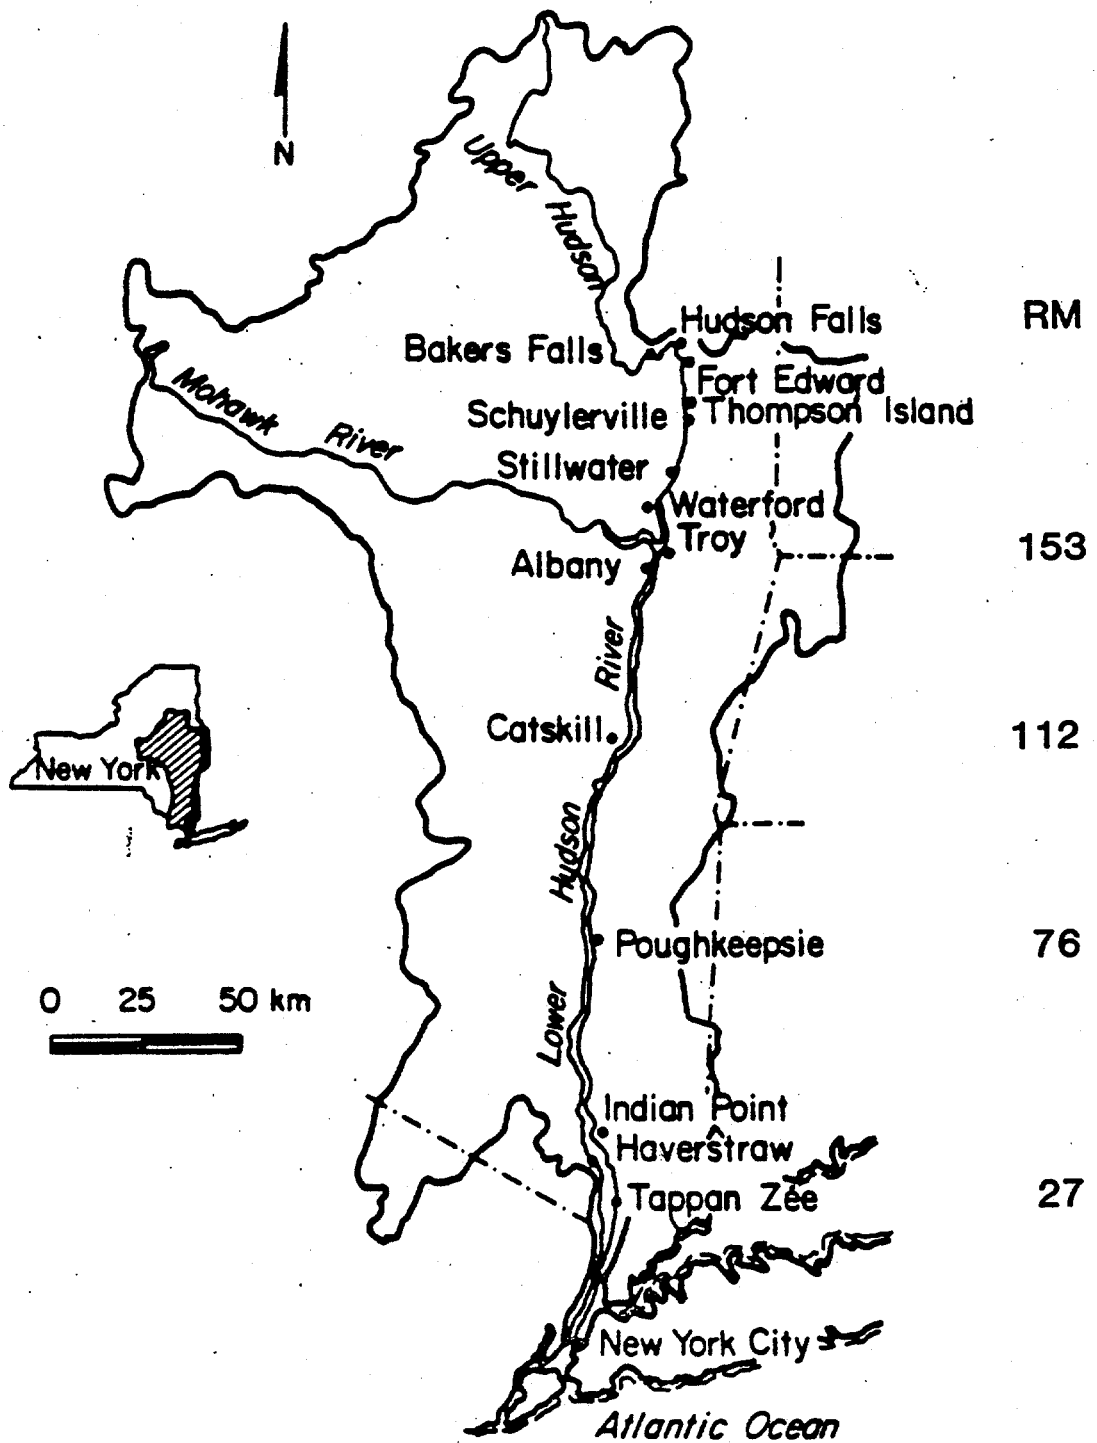 N
Upper Hudson
Hudson Falls
RM
Bakers Falls
Fort Edward
Mohawk River
Schuylerville
Thompson Island
Stillwater
Waterford
Troy
153
Albany
River
Catskill
112
New York
Hudson
Poughkeepsie
76
0 25 50 km
Lower
Indian Point
Haverstraw
Tappan Zee
27
New York City
Atlantic Ocean